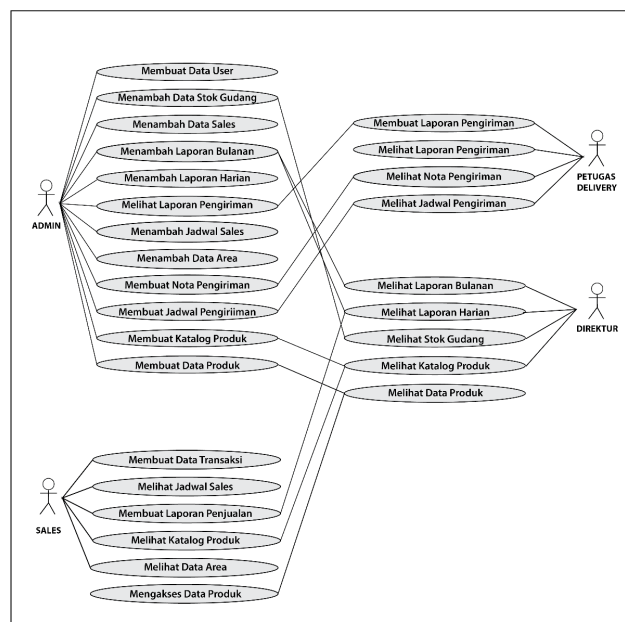 Membuat Data User
Menambah Data Stok Gudang
Menambah Data Sales
Menambah Laporan Bulanan
Menambah Laporan Harian
Melihat Laporan Pengiriman
Menambah Jadwal Sales
Menambah Data Area
Membuat Nota Pengiriman
Membuat Jadwal Pengiriiman
Membuat Katalog Produk
Membuat Data Produk
ADMIN
Membuat Laporan Pengiriman
Melihat Laporan Pengiriman
Melihat Nota Pengiriman
Melihat Jadwal Pengiriman
PETUGAS
DELIVERY
Melihat Laporan Bulanan
Melihat Laporan Harian
Melihat Stok Gudang
Melihat Katalog Produk
Melihat Data Produk
DIREKTUR
Membuat Data Transaksi
Melihat Jadwal Sales
Membuat Laporan Penjualan
Melihat Katalog Produk
Melihat Data Area
Mengakses Data Produk
SALES